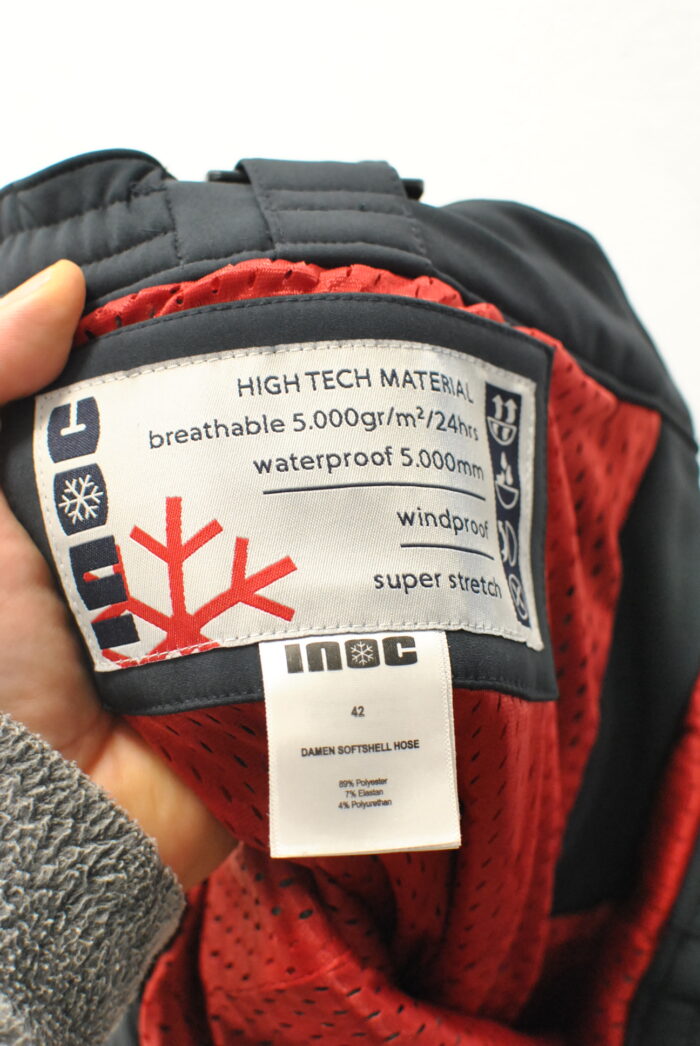 INOC
HIGH TECH MATERIAL
breathable 5.000gr/m²/24hrs
waterproof 5.000mm
windproof
super stretch
INOC
42
DAMEN SOFTSHELL HOSE
89% Polyester
7% Elastan
4% Polyurethan